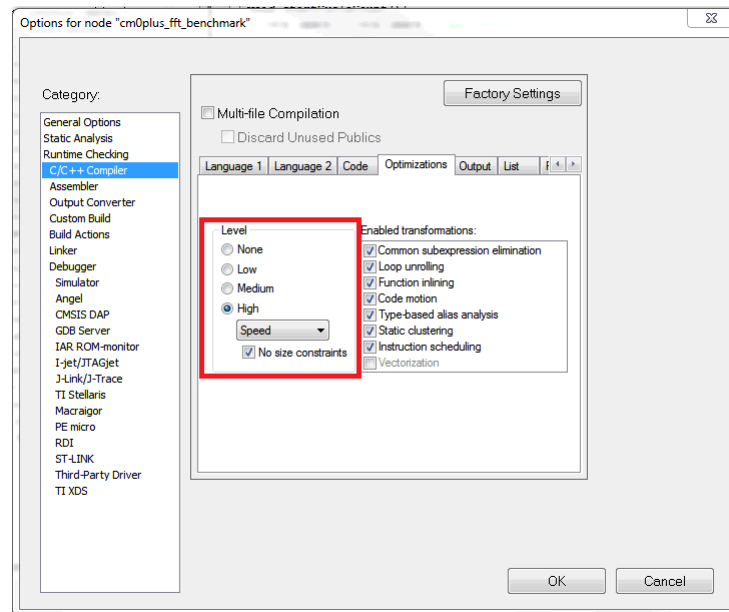 Options for node "cm0plus_fft_benchmark"
Category:
General Options
Static Analysis
Runtime Checking
C/C++ Compiler
Assembler
Output Converter
Custom Build
Build Actions
Linker
Debugger
Simulator
Angel
CMSIS DAP
GDB Server
IAR ROM-monitor
I-jet/JTAGjet
J-Link/J-Trace
TI Stellaris
Macraigor
PE micro
RDI
ST-LINK
Third-Party Driver
TI XDS
Factory Settings
Multi-file Compilation
Discard Unused Publics
Language 1 Language 2 Code Optimizations Output List
Level
None
Low
Medium
High
Speed
No size constraints
Enabled transformations:
Common subexpression elimination
Loop unrolling
Function inlining
Code motion
Type-based alias analysis
Static clustering
Instruction scheduling
Vectorization
OK Cancel